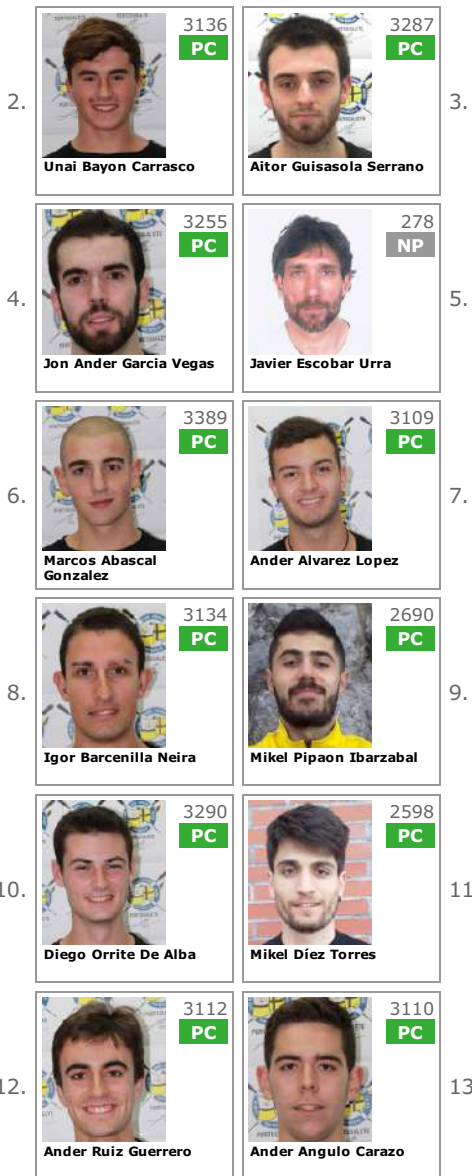 3136
PC
2.
Unai Bayon Carrasco
3287
PC
3.
Aitor Guisasola Serrano
3255
PC
4.
Jon Ander Garcia Vegas
278
NP
5.
Javier Escobar Urra
3389
PC
6.
Marcos Abascal
Gonzalez
3109
PC
7.
Ander Alvarez Lopez
3134
PC
8.
Igor Barcenilla Neira
2690
PC
9.
Mikel Pipaon Ibarzabal
3290
PC
10.
Diego Orrite De Alba
2598
PC
11
Mikel Díez Torres
3112
PC
12.
Ander Ruiz Guerrero
3110
PC
13
Ander Angulo Carazo